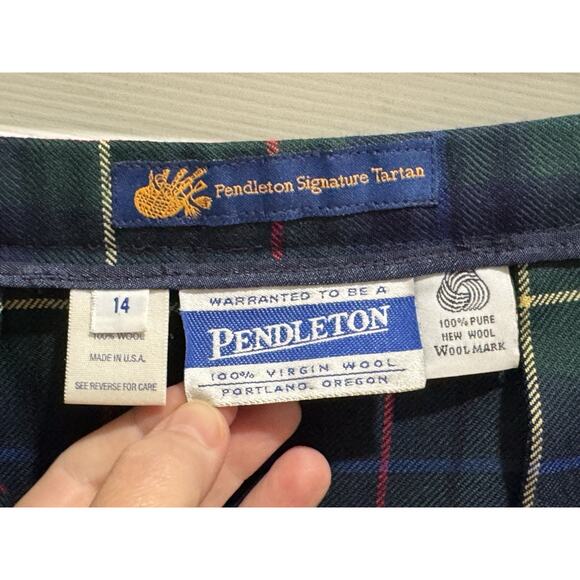 Pendleton Signature Tartan
14
100% WOOL
MADE IN U.S.A.
SEE REVERSE FOR CARE
WARRANTED TO BE A
PENDLETON
100% VIRGIN WOOL
PORTLAND, OREGON
100% PURE
NEW WOOL
WOOLMARK